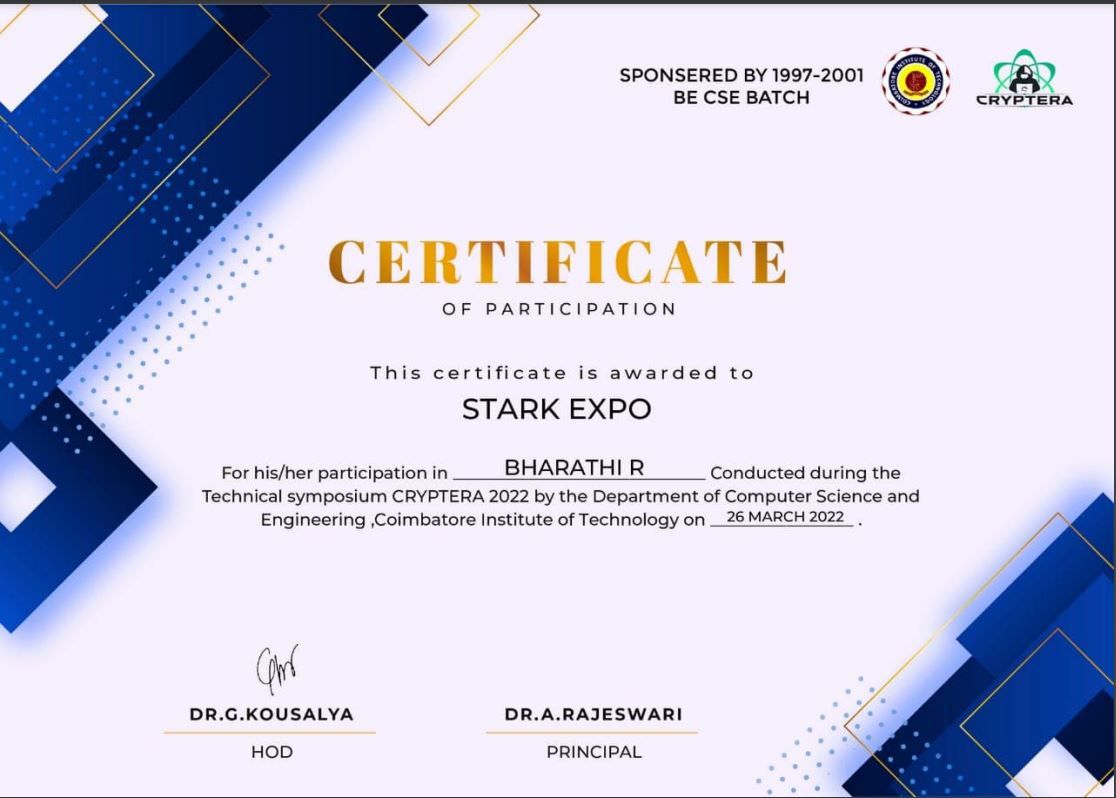 SPONSERED BY 1997-2001
BE CSE BATCH
COIMBATORE INSTITUTE OF TECHNOLOGY
CRYPTERA
CERTIFICATE
OF PARTICIPATION
This certificate is awarded to
STARK EXPO
For his/her participation in BHARATHI R Conducted during the
Technical symposium CRYPTERA 2022 by the Department of Computer Science and
Engineering ,Coimbatore Institute of Technology on 26 MARCH 2022 .
DR.G.KOUSALYA
HOD
DR.A.RAJESWARI
PRINCIPAL